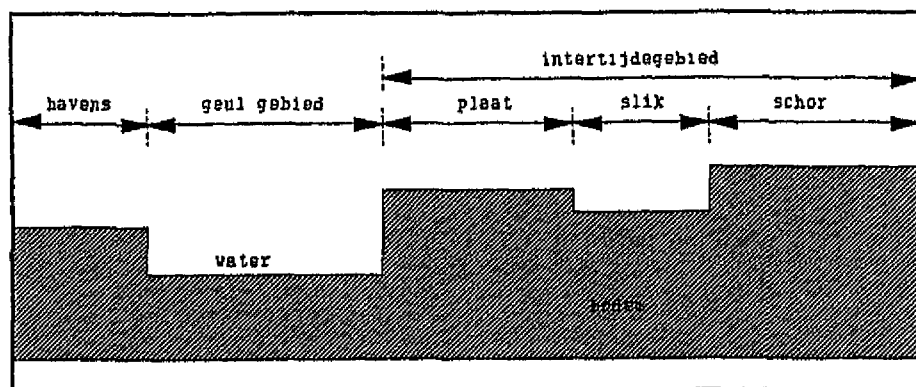 intertijdegebied
havens geul gebied plaat slik schor
water
bodem